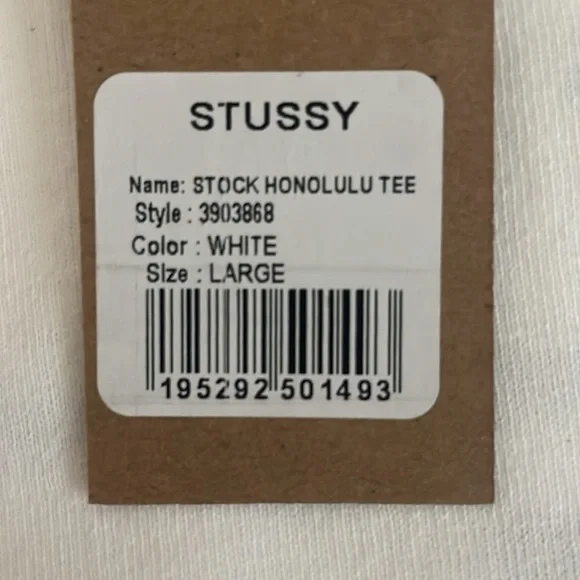 STUSSY
Name: STOCK HONOLULU TEE
Style : 3903868
Color : WHITE
Size : LARGE
195292 501493